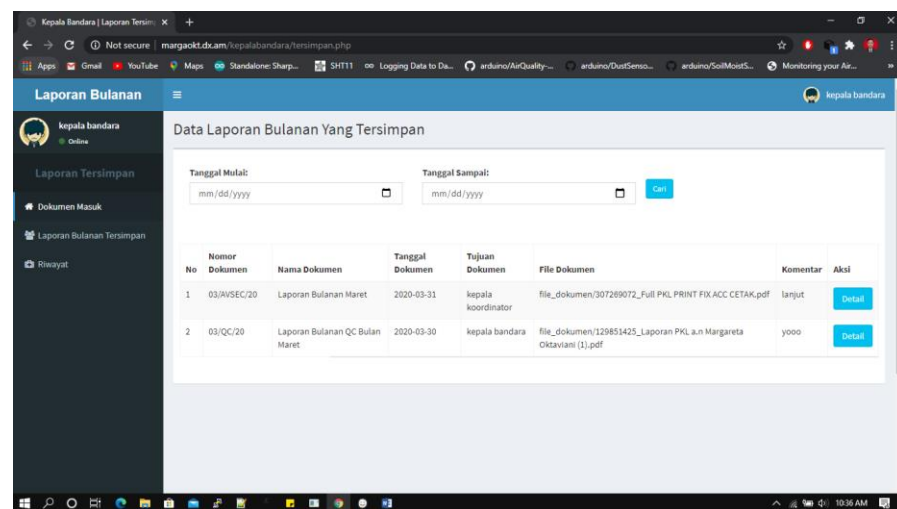 Kepala Bandara | Laporan Tersimp
Not secure | margaokt.dx.am/kepalabandara/tersimpan.php
Apps Gmail YouTube Maps Standalone: Sharp... SHT11 Logging Data to Da... arduino/AirQuality-... arduino/DustSenso... arduino/SoilMoistS... Monitoring your Air...
Laporan Bulanan
kepala bandara
kepala bandara
Online
Laporan Tersimpan
Dokumen Masuk
Laporan Bulanan Tersimpan
Riwayat
Data Laporan Bulanan Yang Tersimpan
Tanggal Mulai: Tanggal Sampai:
mm/dd/yyyy mm/dd/yyyy Cari
No Nomor Dokumen Nama Dokumen Tanggal Dokumen Tujuan Dokumen File Dokumen Komentar Aksi
1 03/AVSEC/20 Laporan Bulanan Maret 2020-03-31 kepala koordinator file_dokumen/307269072_Full PKL PRINT FIX ACC CETAK.pdf lanjut Detail
2 03/QC/20 Laporan Bulanan QC Bulan Maret 2020-03-30 kepala bandara file_dokumen/129851425_Laporan PKL a.n Margareta Oktaviani (1).pdf yooo Detail
10:36 AM